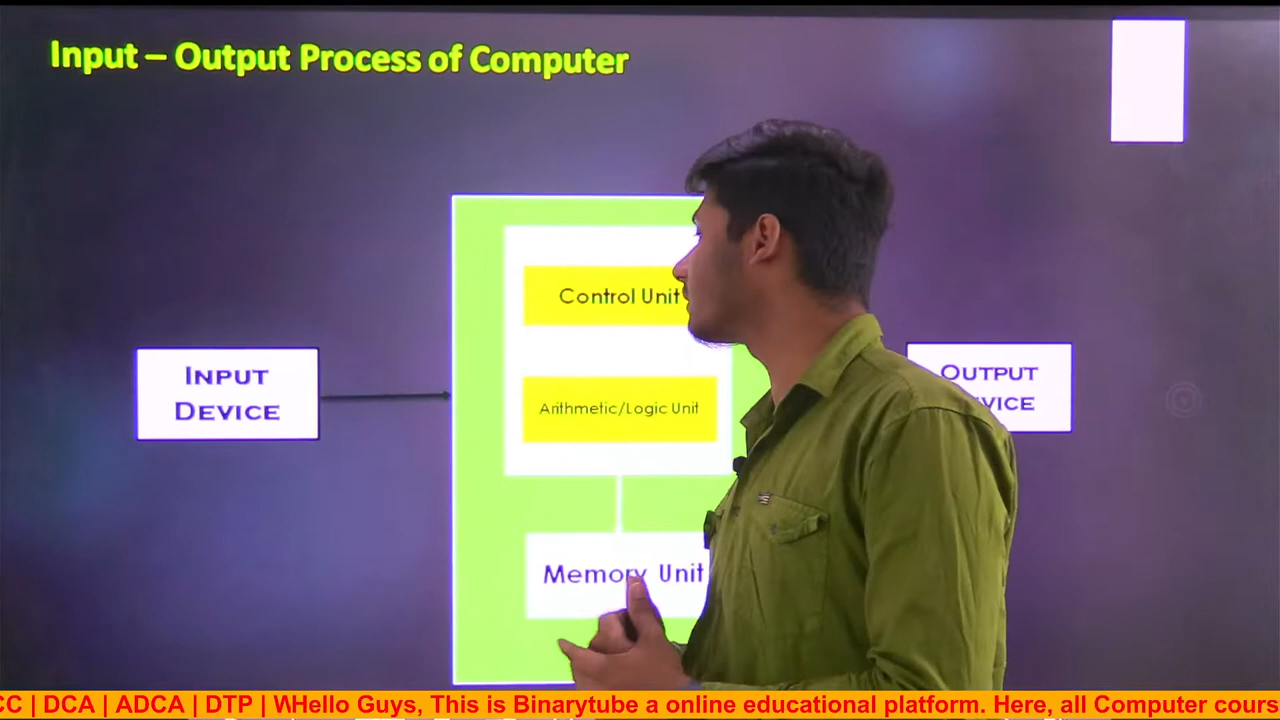 Input – Output Process of Computer
Control Unit
INPUT
DEVICE
Arithmetic/Logic Unit
OUTPUT
Memory Unit
| DCA | ADCA | DTP | WHello Guys, This is Binarytube a online educational platform. Here, all Computer cours